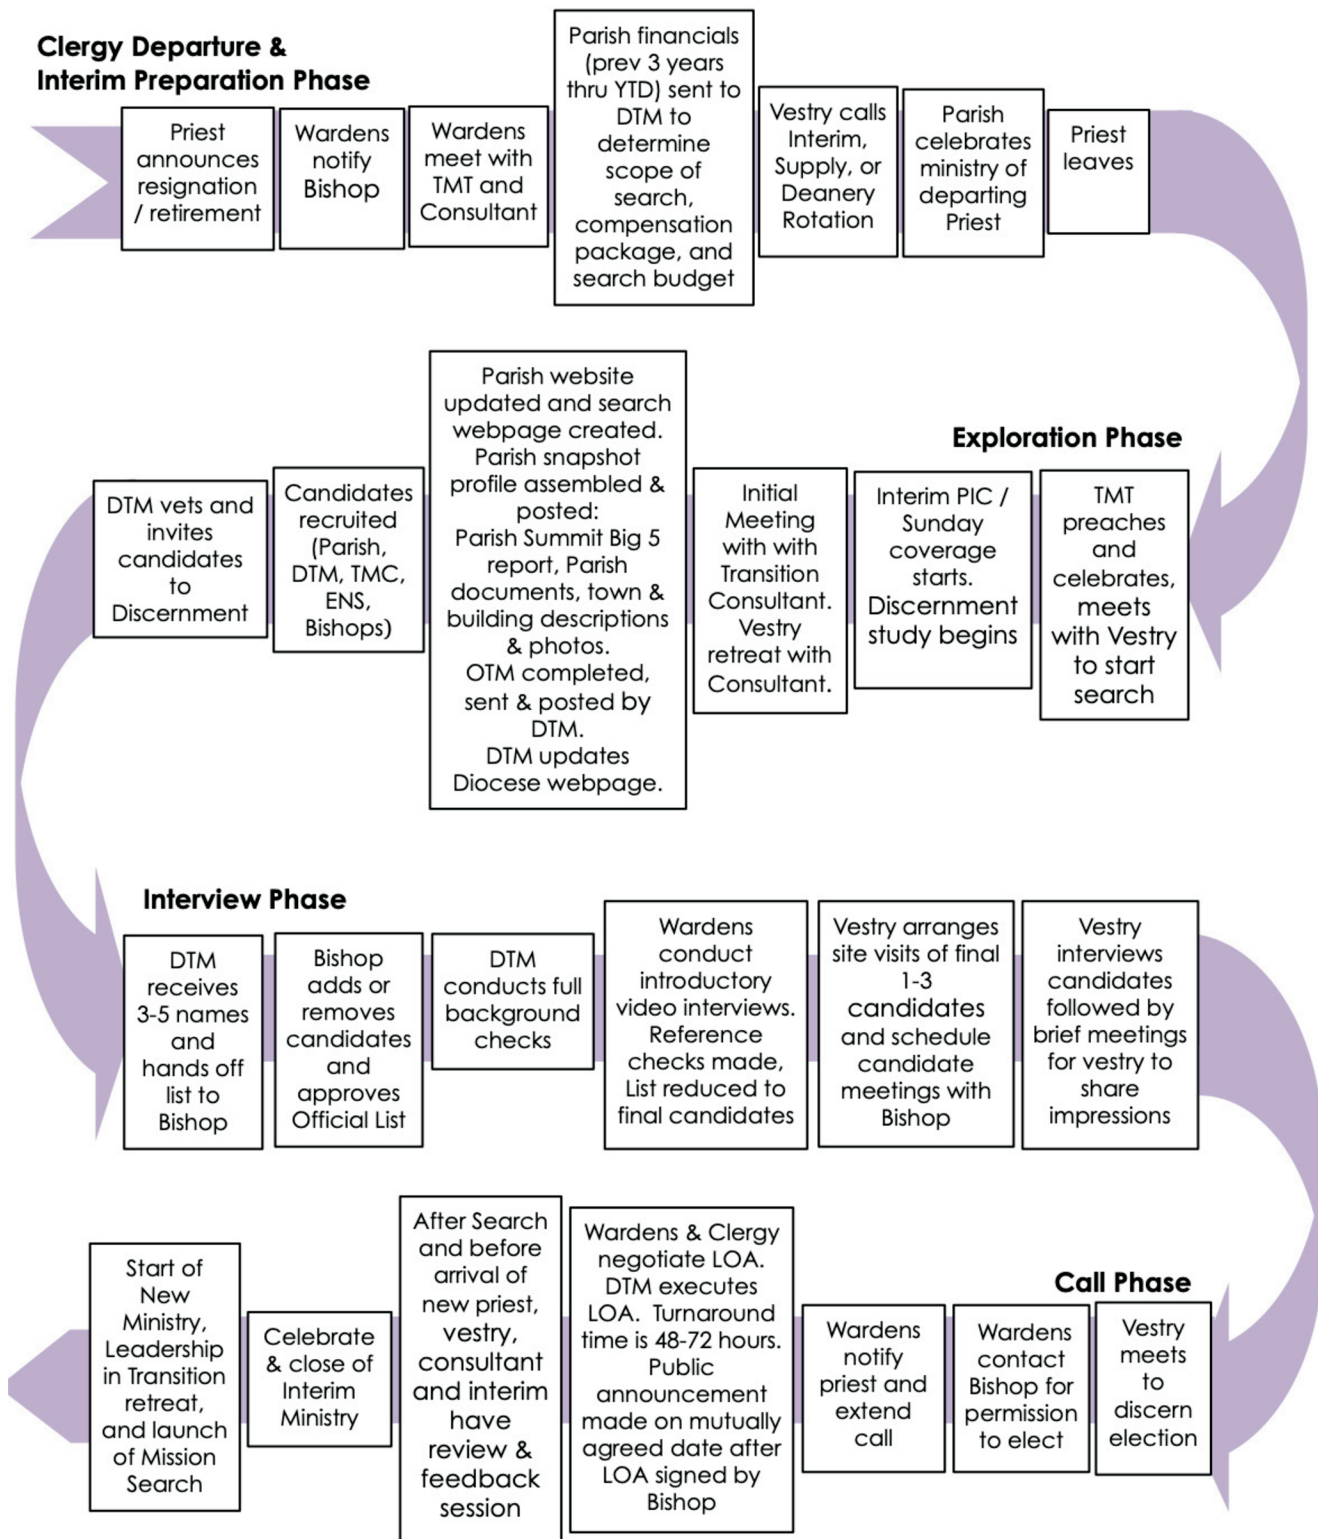 Clergy Departure &
Interim Preparation Phase
Priest
announces
resignation
/ retirement
Wardens
notify
Bishop
Wardens
meet with
TMT and
Consultant
Parish financials
(prev 3 years
thru YTD) sent to
DTM to
determine
scope of
search,
compensation
package, and
search budget
Vestry calls
Interim,
Supply, or
Deanery
Rotation
Parish
celebrates
ministry of
departing
Priest
Priest
leaves
Exploration Phase
TMT
preaches
and
celebrates,
meets
with Vestry
to start
search
Interim PIC /
Sunday
coverage
starts.
Discernment
study begins
Initial
Meeting
with with
Transition
Consultant.
Vestry
retreat with
Consultant.
Parish website
updated and search
webpage created.
Parish snapshot
profile assembled &
posted:
Parish Summit Big 5
report, Parish
documents, town &
building descriptions
& photos.
OTM completed,
sent & posted by
DTM.
DTM updates
Diocese webpage.
Candidates
recruited
(Parish,
DTM, TMC,
ENS,
Bishops)
DTM vets and
invites
candidates
to
Discernment
Interview Phase
DTM
receives
3-5 names
and
hands off
list to
Bishop
Bishop
adds or
removes
candidates
and
approves
Official List
DTM
conducts full
background
checks
Wardens
conduct
introductory
video interviews.
Reference
checks made,
List reduced to
final candidates
Vestry arranges
site visits of final
1-3
candidates
and schedule
candidate
meetings with
Bishop
Vestry
interviews
candidates
followed by
brief meetings
for vestry to
share
impressions
Call Phase
Vestry
meets
to
discern
election
Wardens
contact
Bishop for
permission
to elect
Wardens
notify
priest and
extend
call
Wardens & Clergy
negotiate LOA.
DTM executes
LOA.  Turnaround
time is 48-72 hours.
Public
announcement
made on mutually
agreed date after
LOA signed by
Bishop
After Search
and before
arrival of
new priest,
vestry,
consultant
and interim
have
review &
feedback
session
Celebrate
& close of
Interim
Ministry
Start of
New
Ministry,
Leadership
in Transition
retreat,
and launch
of Mission
Search